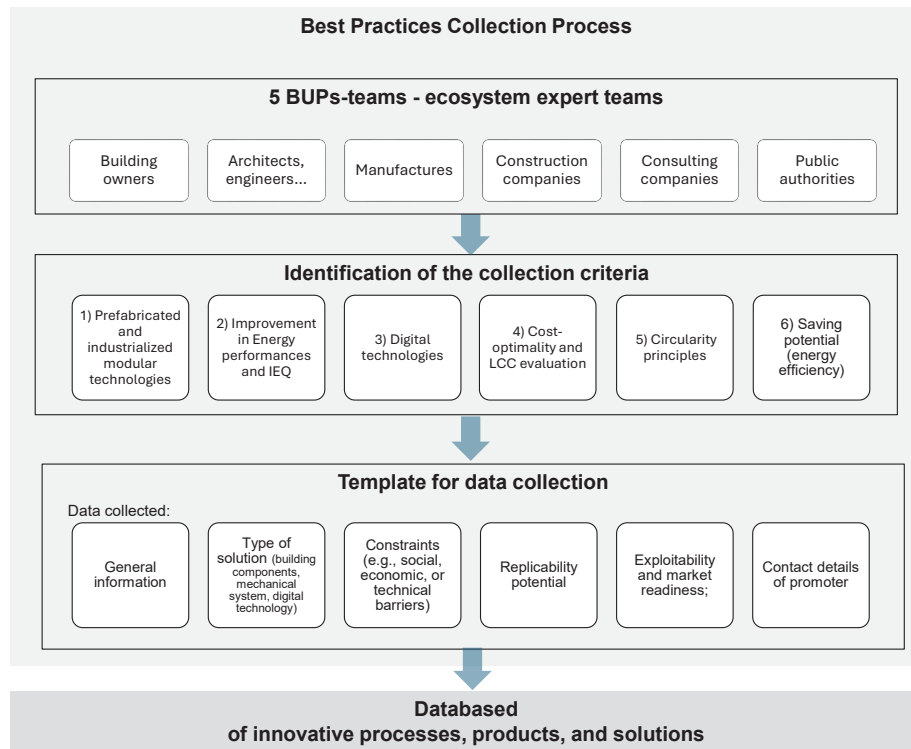 Best Practices Collection Process
5 BUPs-teams - ecosystem expert teams
Building
owners
Architects,
engineers...
Manufactures
Construction
companies
Consulting
companies
Public
authorities
Identification of the collection criteria
1) Prefabricated
and
industrialized
modular
technologies
2) Improvement
in Energy
performances
and IEQ
3) Digital
technologies
4) Cost-
optimality and
LCC evaluation
5) Circularity
principles
6) Saving
potential
(energy
efficiency)
Template for data collection
Data collected:
General
information
Type of
solution (building
components,
mechanical
system, digital
technology)
Constraints
(e.g., social,
economic, or
technical
barriers)
Replicability
potential
Exploitability
and market
readiness;
Contact details
of promoter
Databased
of innovative processes, products, and solutions